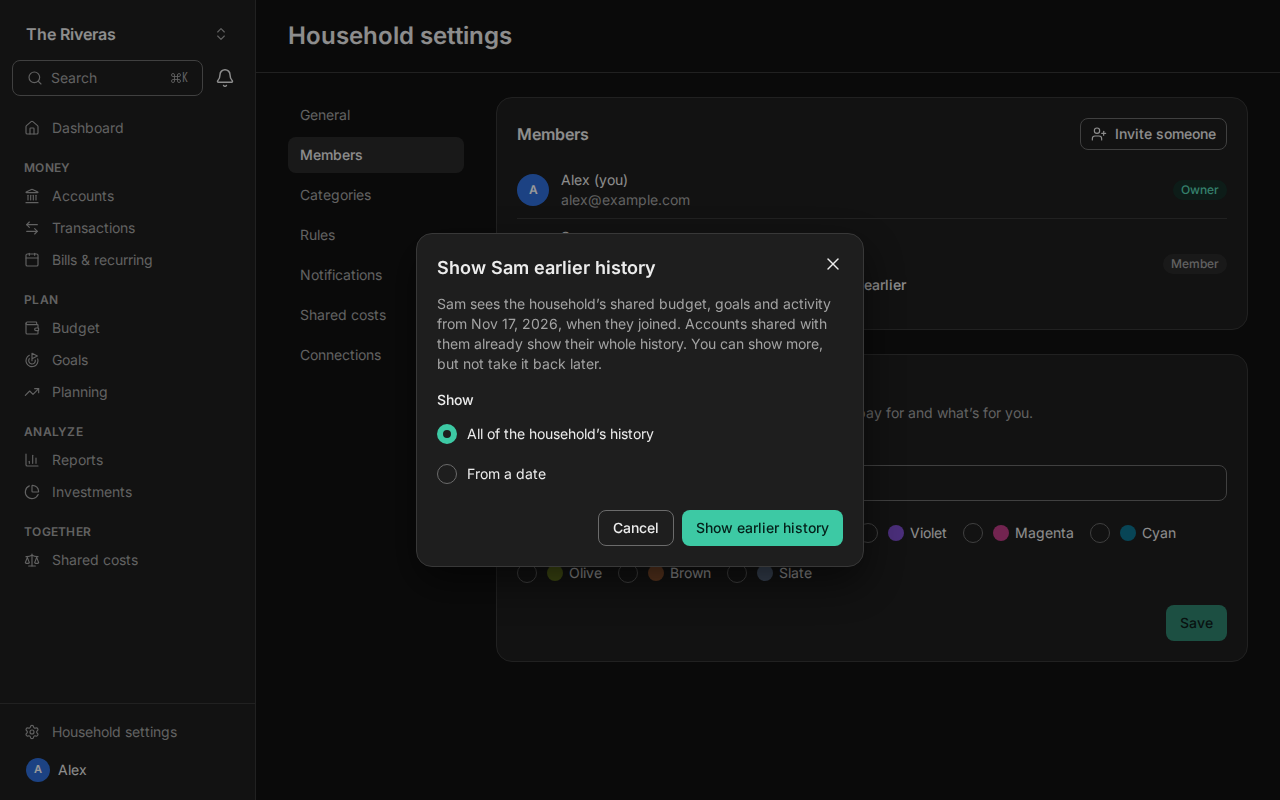 The Riveras
Search ⌘K
Dashboard
MONEY
Accounts
Transactions
Bills & recurring
PLAN
Budget
Goals
Planning
ANALYZE
Reports
Investments
TOGETHER
Shared costs
Household settings
A Alex
Household settings
General
Members
Categories
Rules
Notifications
Shared costs
Connections
Members
Invite someone
A Alex (you)
alex@example.com
Owner
Member
earlier
Show Sam earlier history
Sam sees the household’s shared budget, goals and activity
from Nov 17, 2026, when they joined. Accounts shared with
them already show their whole history. You can show more,
but not take it back later.
Show
All of the household’s history
From a date
Cancel Show earlier history
pay for and what’s for you.
Violet Magenta Cyan
Olive Brown Slate
Save